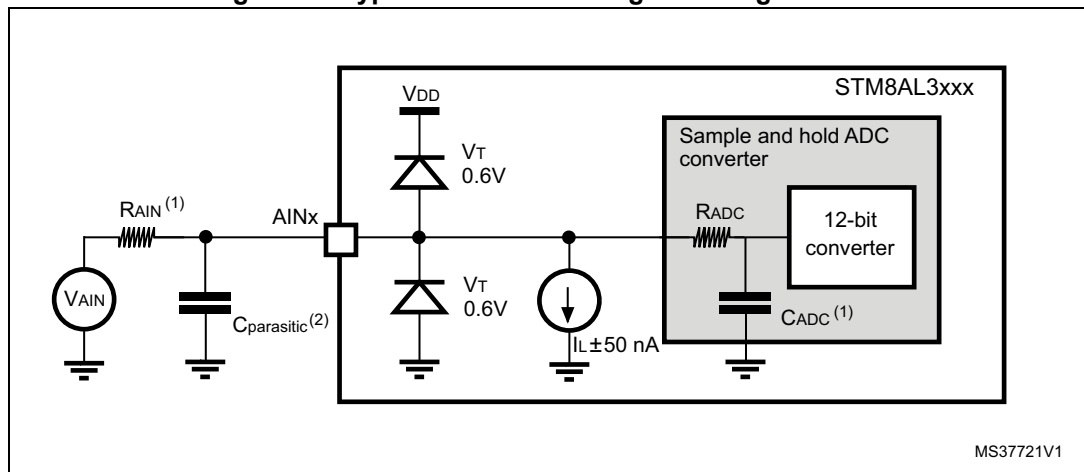 STM8AL3xxx
VDD
Sample and hold ADC
converter
VT
0.6V
RAIN (1)
AINx
RADC
12-bit
converter
VAIN
Cparasitic(2)
VT
0.6V
IL±50 nA
CADC (1)
MS37721V1